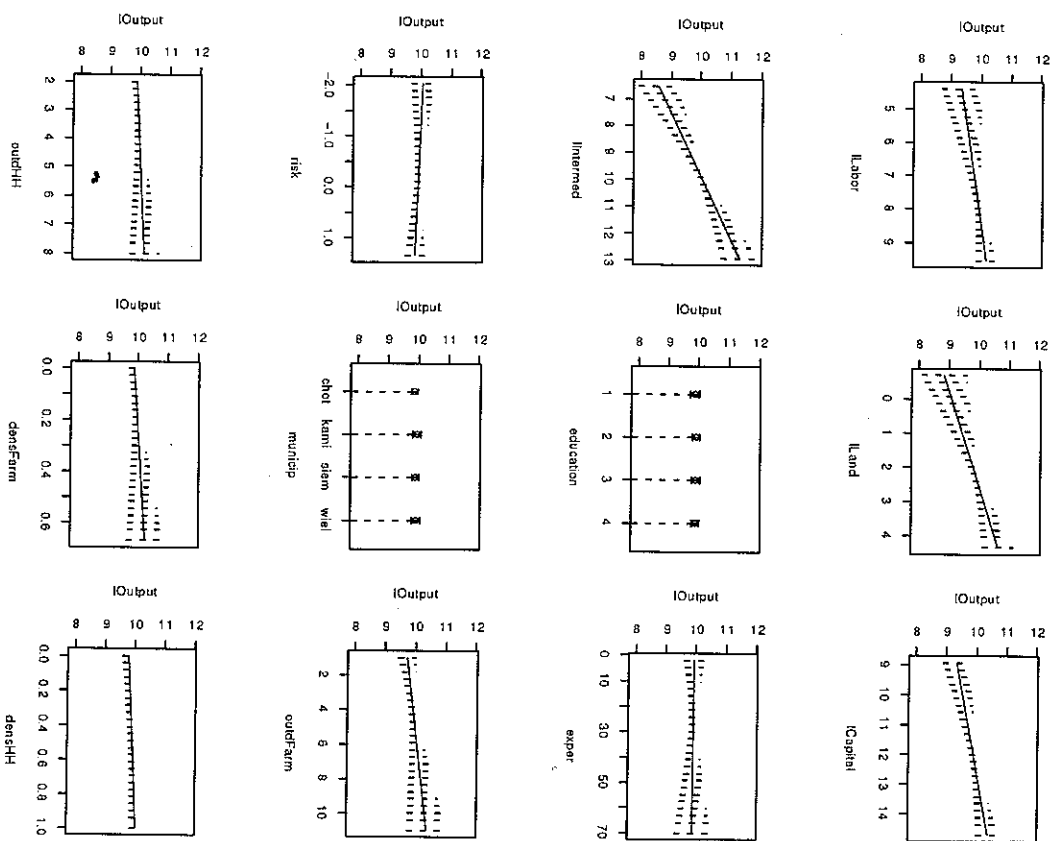 lOutput
8 9 10 11 12
5 6 7 9
lLabor
lOutput
8 9 10 11 12
0 1 2 3 4
lLand
lOutput
8 9 10 11 12
9 10 11 12 13 14
lCapital
lOutput
8 9 10 11 12
7 8 9 10 11 12 13
lIntermed
lOutput
8 9 10 11 12
1 2 3 4
education
lOutput
8 9 10 11 12
0 10 30 50 70
exper
lOutput
8 9 10 11 12
-2.0 -1.0 0.0 1.0
risk
lOutput
8 9 10 11 12
chot kami siem wiel
municip
lOutput
8 9 10 11 12
2 4 6 8 10
outdFarm
lOutput
8 9 10 11 12
2 3 4 5 6 7 8
outdHH
lOutput
8 9 10 11 12
0.0 0.2 0.4 0.6
densFarm
lOutput
8 9 10 11 12
0.0 0.2 0.4 0.6 0.8 1.0
densHH